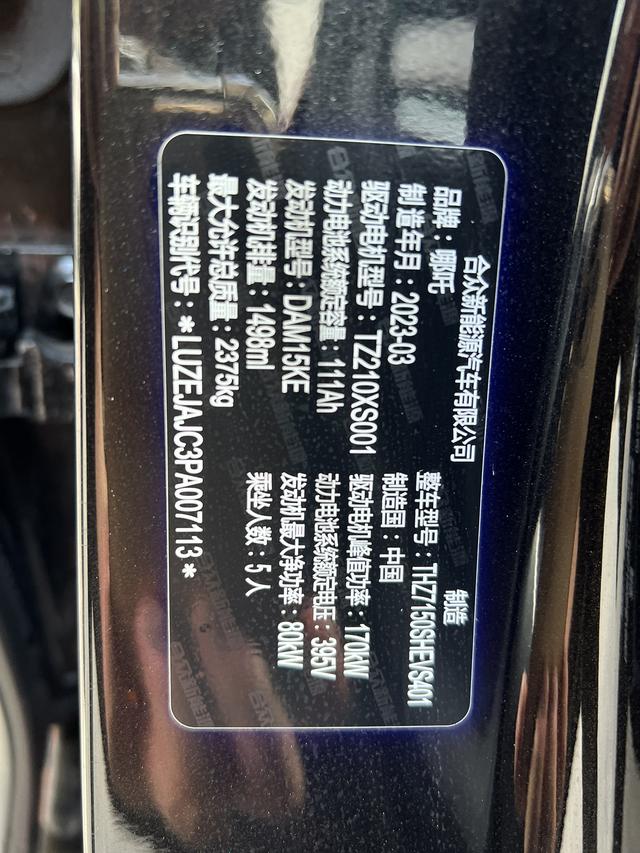 合众新能源汽车有限公司 制造
品牌：哪吒 整车型号：THZ7150SHEVS401
制造年月：2023-03 制造国：中国
驱动电机型号：TZ210XS001 驱动电机峰值功率：170kW
动力电池系统额定容量：111Ah 动力电池系统额定电压：395V
发动机型号：DAM15KE 发动机最大净功率：80kW
发动机排量：1498ml 乘坐人数：5人
最大允许总质量：2375kg
车辆识别代号：*LUZEJAJC3PA007113*